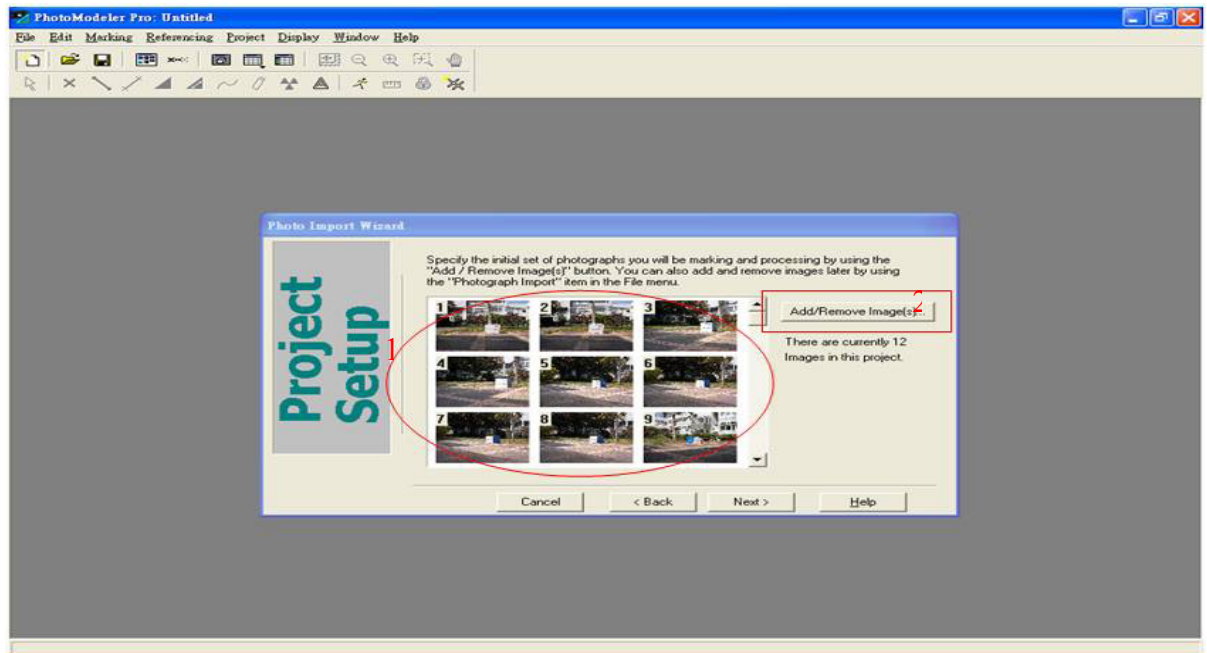 PhotoModeler Pro: Untitled
File Edit Marking Referencing Project Display Window Help
Photo Import Wizard
Project
Setup
Specify the initial set of photographs you will be marking and processing by using the
"Add / Remove Image(s)" button. You can also add and remove images later by using
the "Photograph Import" item in the File menu.
1 2 3
4 5 6
7 8 9
1
Add/Remove Image(s)...
2
There are currently 12
Images in this project.
Cancel < Back Next > Help